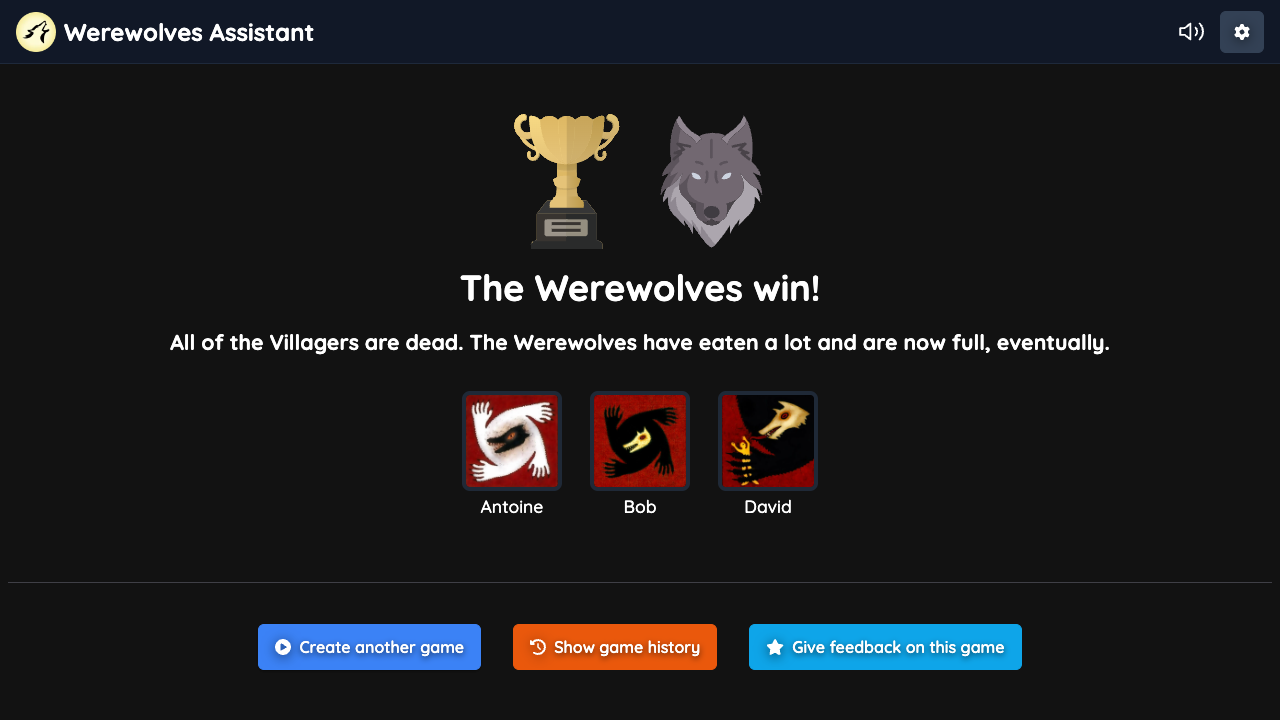 Werewolves Assistant
The Werewolves win!
All of the Villagers are dead. The Werewolves have eaten a lot and are now full, eventually.
Antoine
Bob
David
Create another game
Show game history
Give feedback on this game